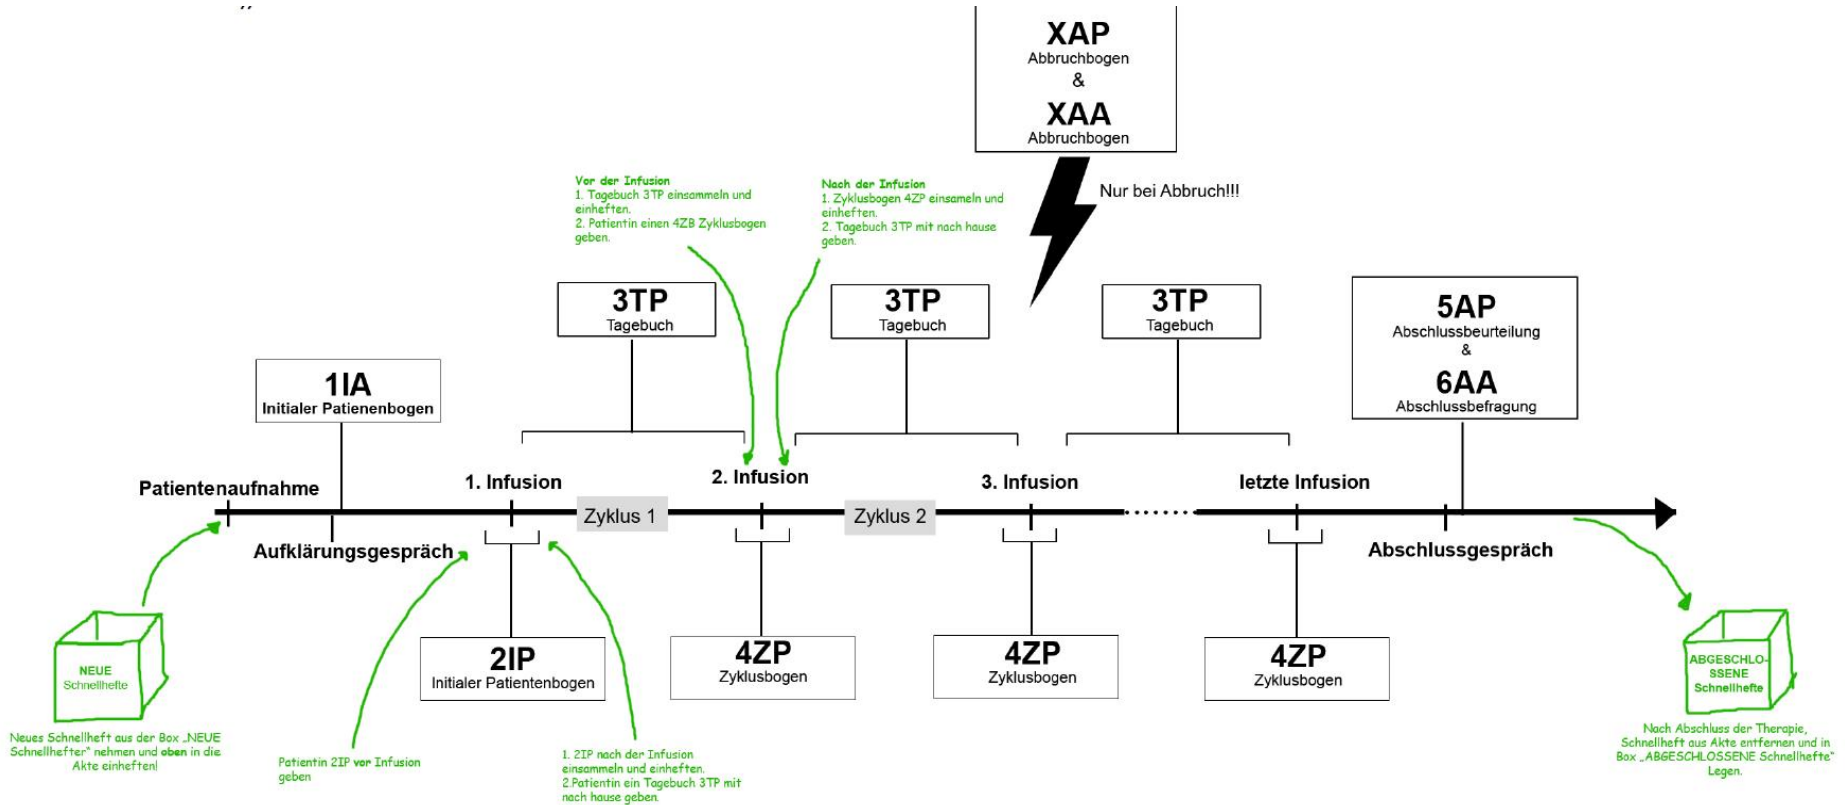 ”
XAP
Abbruchbogen
&
XAA
Abbruchbogen
Nur bei Abbruch!!!
Vor der Infusion
1. Tagebuch 3TP einsammeln und
einheften.
2. Patientin einen 4ZB Zyklusbogen
geben.
Nach der Infusion
1. Zyklusbogen 4ZP einsameln und
einheften.
2. Tagebuch 3TP mit nach hause
geben.
3TP
Tagebuch
3TP
Tagebuch
3TP
Tagebuch
5AP
Abschlussbeurteilung
&
6AA
Abschlussbefragung
1IA
Initialer Patienenbogen
Patientenaufnahme
1. Infusion
2. Infusion
3. Infusion
letzte Infusion
Zyklus 1
Zyklus 2
Aufklärungsgespräch
Abschlussgespräch
2IP
Initialer Patientenbogen
4ZP
Zyklusbogen
4ZP
Zyklusbogen
4ZP
Zyklusbogen
NEUE
Schnellhefte
Neues Schnellheft aus der Box „NEUE
Schnellhefter“ nehmen und oben in die
Akte einheften!
Patientin 2IP vor Infusion
geben
1. 2IP nach der Infusion
einsammeln und einheften.
2.Patientin ein Tagebuch 3TP mit
nach hause geben.
ABGESCHLO-
SSENE
Schnellhefte
Nach Abschluss der Therapie,
Schnellheft aus Akte entfernen und in
Box „ABGESCHLOSSENE Schnellhefte“
Legen.